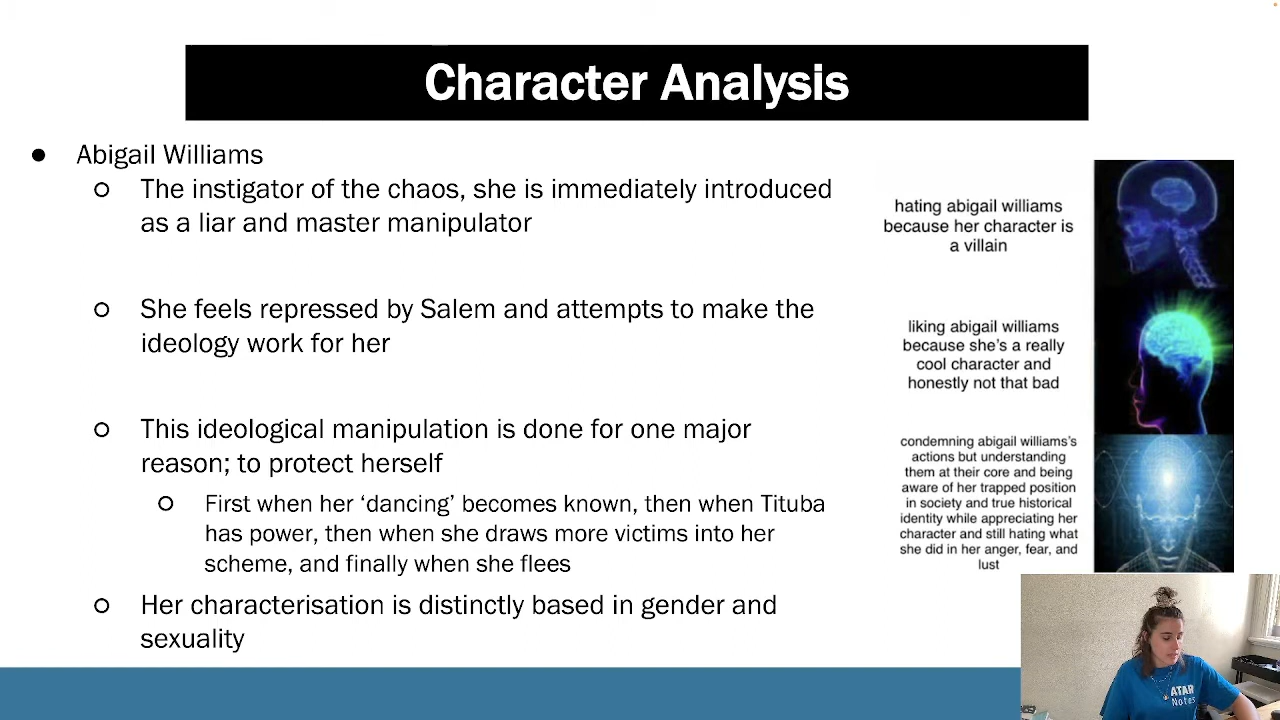 Character Analysis
● Abigail Williams
○ The instigator of the chaos, she is immediately introduced
as a liar and master manipulator
○ She feels repressed by Salem and attempts to make the
ideology work for her
○ This ideological manipulation is done for one major
reason; to protect herself
○ First when her ‘dancing’ becomes known, then when Tituba
has power, then when she draws more victims into her
scheme, and finally when she flees
○ Her characterisation is distinctly based in gender and
sexuality
hating abigail williams
because her character is
a villain
liking abigail williams
because she's a really
cool character and
honestly not that bad
condemning abigail williams's
actions but understanding
them at their core and being
aware of her trapped position
in society and true historical
identity while appreciating her
character and still hating what
she did in her anger, fear, and
lust
ATAR
Notes